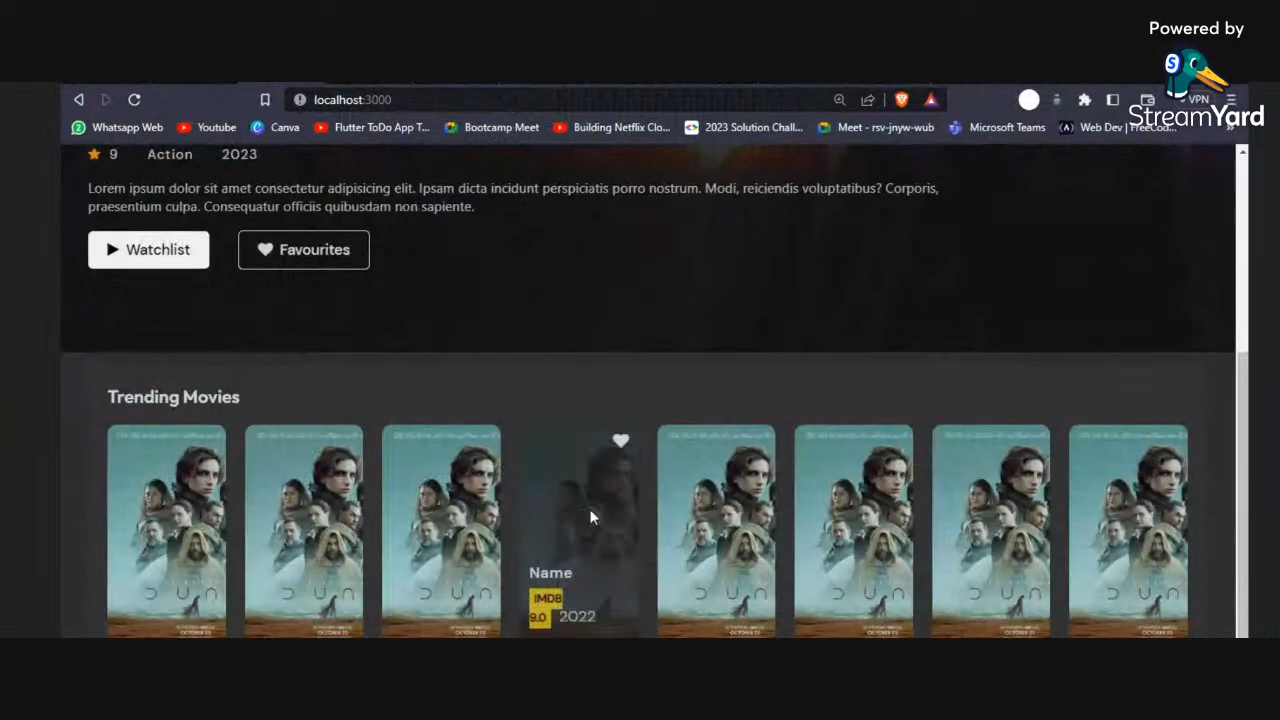 Powered by
StreamYard
localhost:3000
VPN
Whatsapp Web
Youtube
Canva
Flutter ToDo App T...
Bootcamp Meet
Building Netflix Clo...
2023 Solution Chall...
Meet - rsv-jnyw-wub
Microsoft Teams
Web Dev | FreeCod...
9 Action 2023
Lorem ipsum dolor sit amet consectetur adipisicing elit. Ipsam dicta incidunt perspiciatis porro nostrum. Modi, reiciendis voluptatibus? Corporis,
praesentium culpa. Consequatur officiis quibusdam non sapiente.
Watchlist
Favourites
Trending Movies
Name
IMDB
9.0 2022